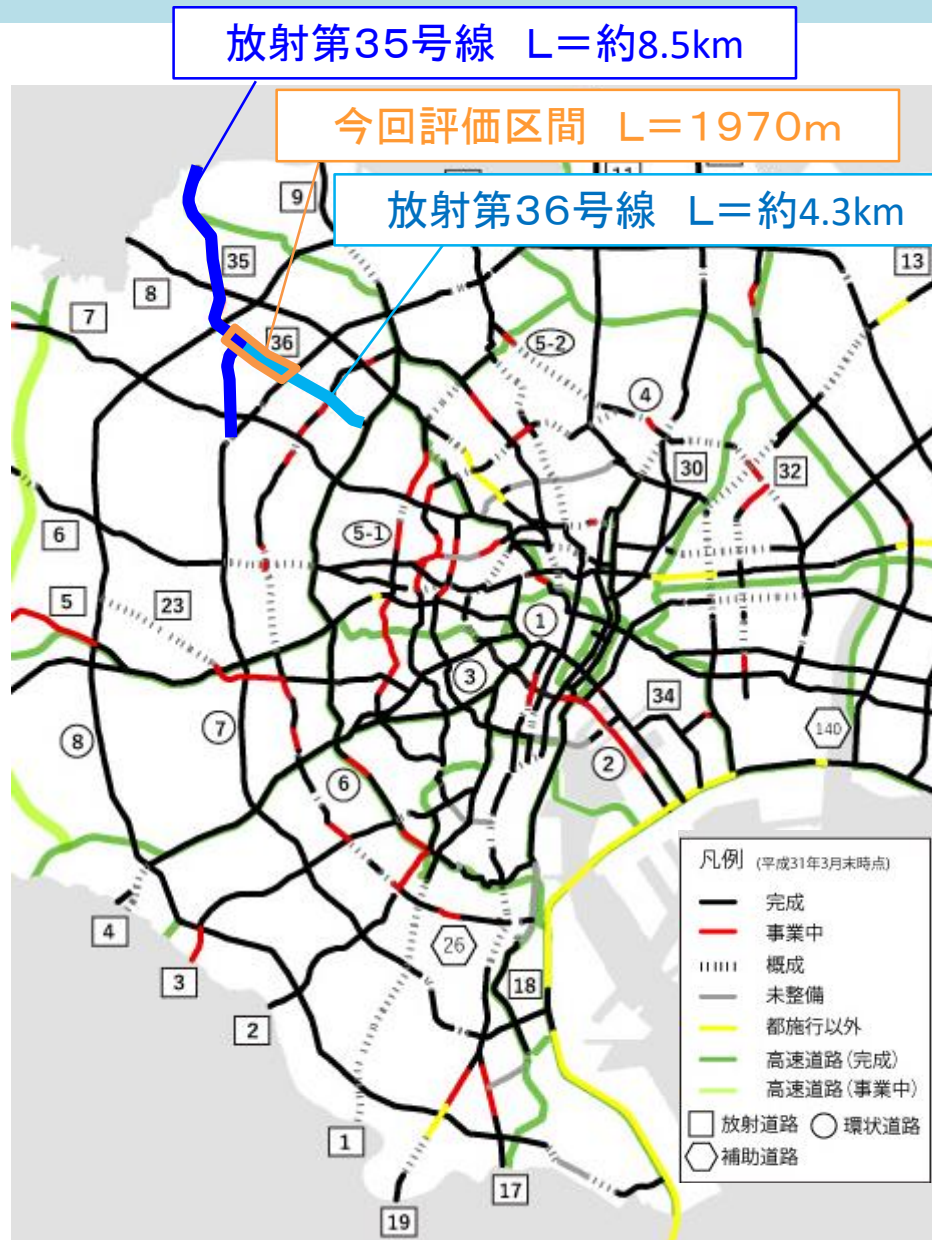 放射第35号線 L=約8.5km
今回評価区間 L=1970m
放射第36号線 L=約4.3km
9
11
13
35
8
7
36
5-2
4
30
32
6
5-1
5
23
1
3
34
140
8
7
2
6
4
26
3
18
2
1
17
19
凡例 (平成31年3月末時点)
完成
事業中
概成
未整備
都施行以外
高速道路(完成)
高速道路(事業中)
放射道路 環状道路
補助道路